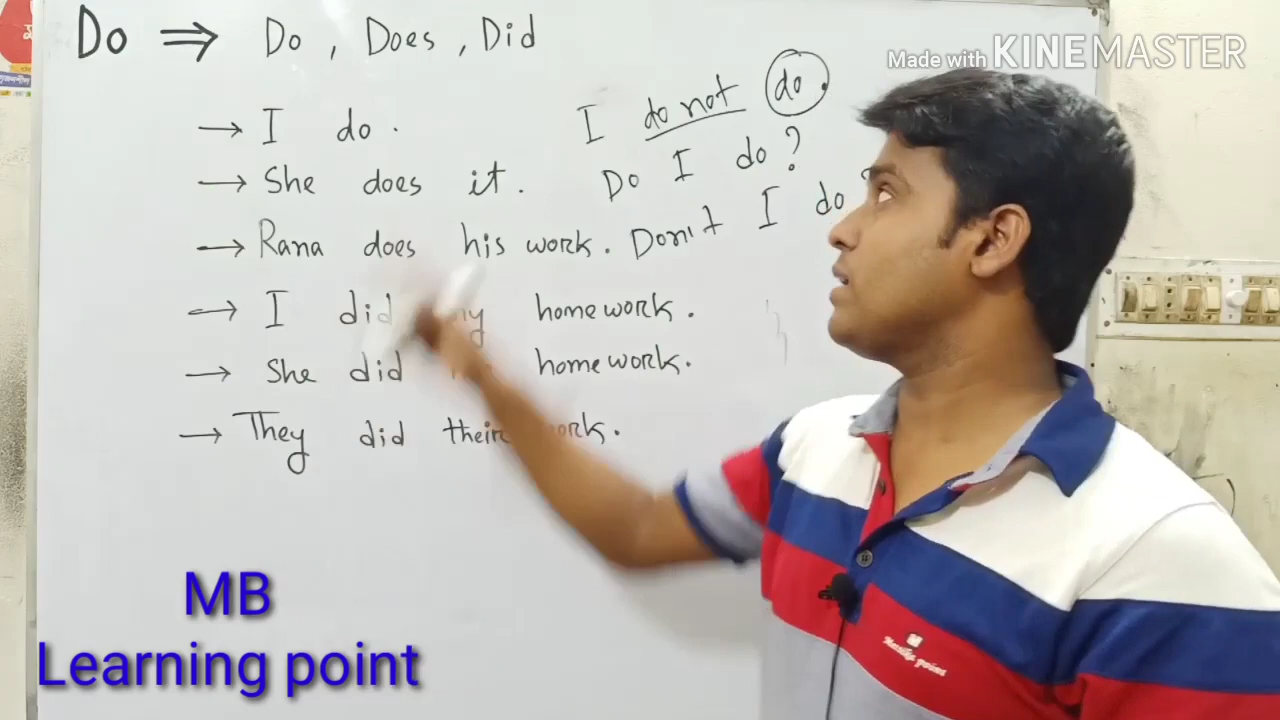 Do ⇒ Do, Does, Did
Made with KINEMASTER
→ I do.
I do not do.
→ She does it.
Do I do?
→ Rana does his work.
Don't I do
→ I did homework.
→ She did homework.
→ They did their work.
MB
Learning point